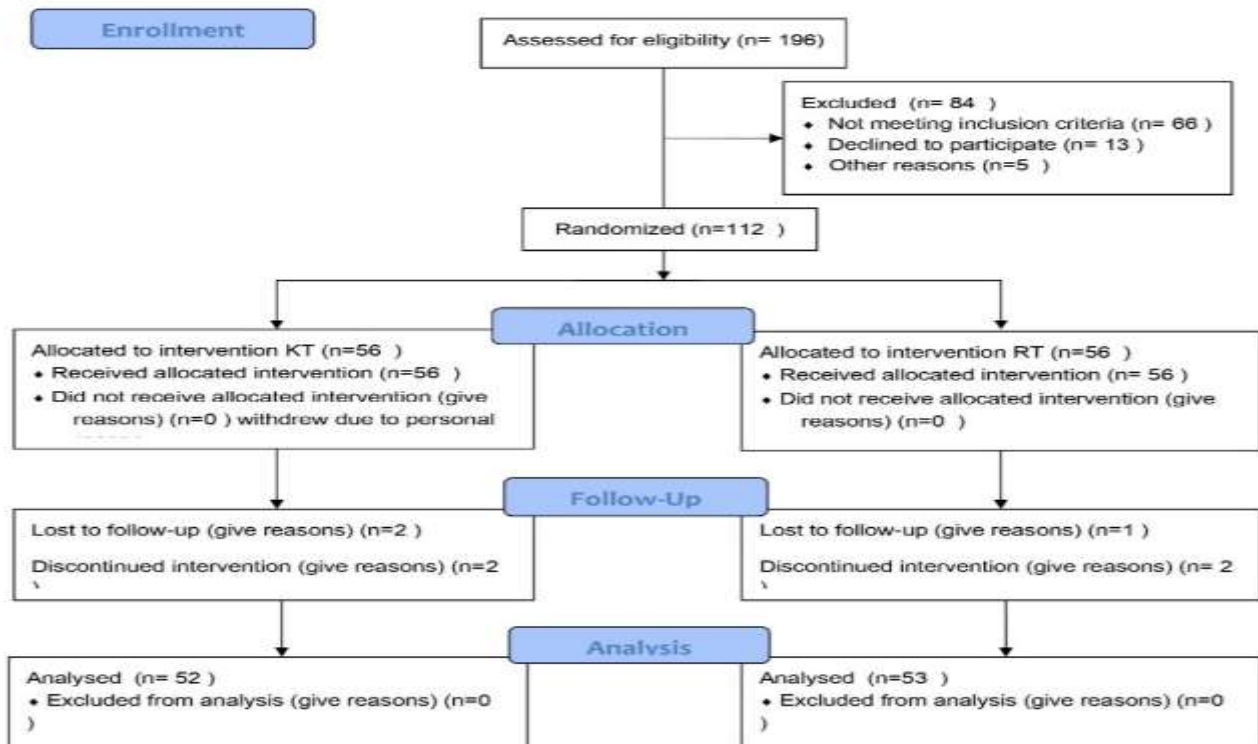 Enrollment
Assessed for eligibility (n= 196)
Excluded (n= 84 )
♦ Not meeting inclusion criteria (n= 66 )
♦ Declined to participate (n= 13 )
♦ Other reasons (n=5 )
Randomized (n=112 )
Allocation
Allocated to intervention KT (n=56 )
♦ Received allocated intervention (n=56 )
♦ Did not receive allocated intervention (give
reasons) (n=0 ) withdrew due to personal
Allocated to intervention RT (n=56 )
♦ Received allocated intervention (n= 56 )
♦ Did not receive allocated intervention (give
reasons) (n=0 )
Follow-Up
Lost to follow-up (give reasons) (n=2 )
Discontinued intervention (give reasons) (n=2
)
Lost to follow-up (give reasons) (n=1 )
Discontinued intervention (give reasons) (n= 2
)
Analysis
Analysed (n= 52 )
♦ Excluded from analysis (give reasons) (n=0
)
Analysed (n=53 )
♦ Excluded from analysis (give reasons) (n=0
)